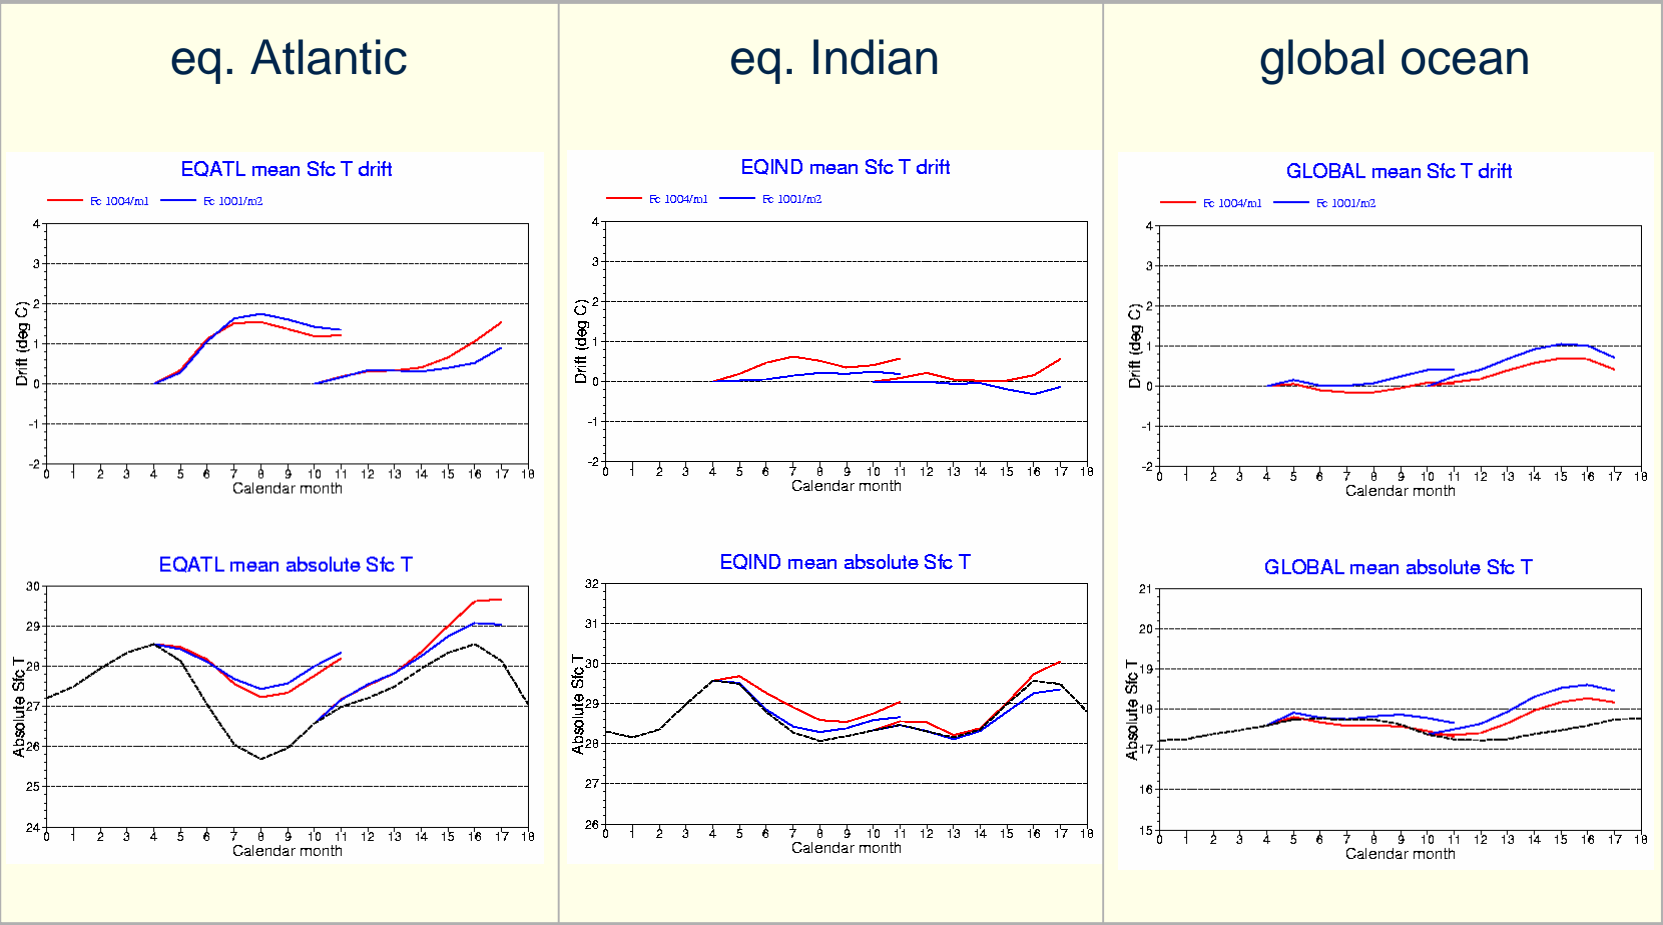 eq. Atlantic
eq. Indian
global ocean
EQATL mean Sfc T drift
Fc 1004/m1 Fc 1001/m2
4
3
2
1
0
-1
-2
Drift (deg C)
0 1 2 3 4 5 6 7 8 9 10 11 12 13 14 15 16 17 18
Calendar month
EQIND mean Sfc T drift
Fc 1004/m1 Fc 1001/m2
4
3
2
1
0
-1
-2
Drift (deg C)
0 1 2 3 4 5 6 7 8 9 10 11 12 13 14 15 16 17 18
Calendar month
GLOBAL mean Sfc T drift
Fc 1004/m1 Fc 1001/m2
4
3
2
1
0
-1
-2
Drift (deg C)
0 1 2 3 4 5 6 7 8 9 10 11 12 13 14 15 16 17 18
Calendar month
EQATL mean absolute Sfc T
30
29
28
27
26
25
24
Absolute Sfc T
0 1 2 3 4 5 6 7 8 9 10 11 12 13 14 15 16 17 18
Calendar month
EQIND mean absolute Sfc T
32
31
30
29
28
27
26
Absolute Sfc T
0 1 2 3 4 5 6 7 8 9 10 11 12 13 14 15 16 17 18
Calendar month
GLOBAL mean absolute Sfc T
21
20
19
18
17
16
15
Absolute Sfc T
0 1 2 3 4 5 6 7 8 9 10 11 12 13 14 15 16 17 18
Calendar month